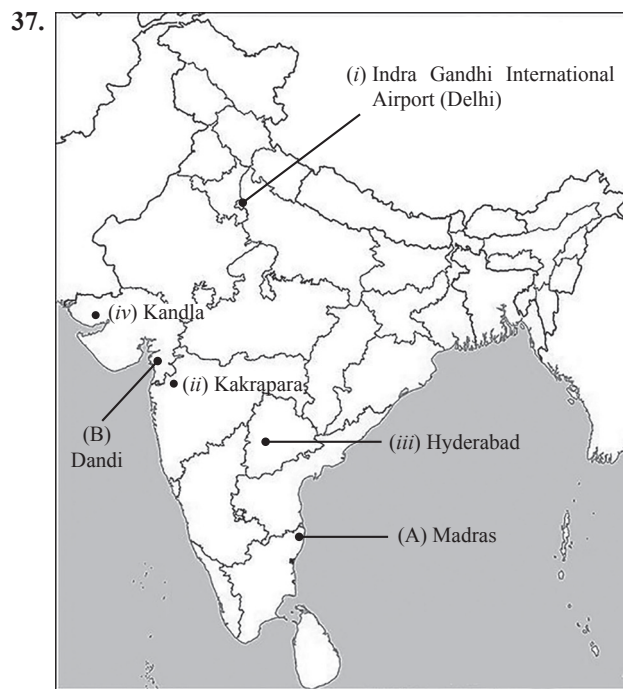 37.
(i) Indra Gandhi International
Airport (Delhi)
(iv) Kandla
(ii) Kakrapara
(B)
Dandi
(iii) Hyderabad
(A) Madras